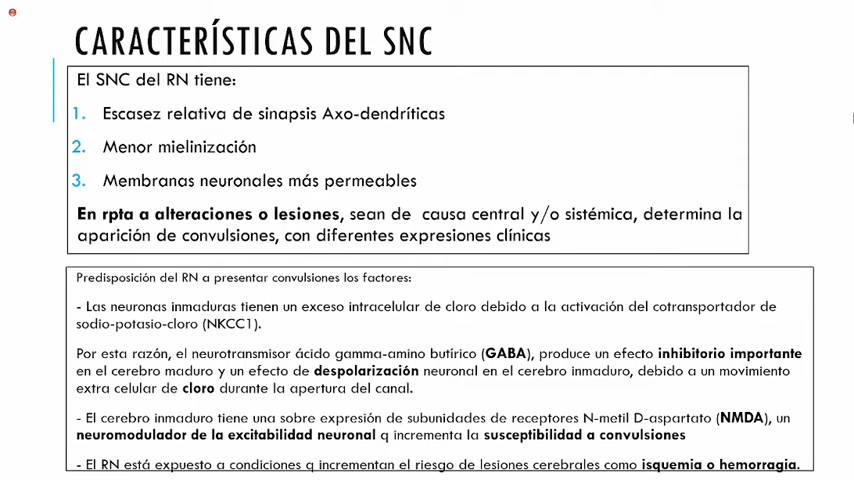 CARACTERÍSTICAS DEL SNC
El SNC del RN tiene:
1. Escasez relativa de sinapsis Axo-dendríticas
2. Menor mielinización
3. Membranas neuronales más permeables
En rpta a alteraciones o lesiones, sean de causa central y/o sistémica, determina la
aparición de convulsiones, con diferentes expresiones clínicas
Predisposición del RN a presentar convulsiones los factores:
- Las neuronas inmaduras tienen un exceso intracelular de cloro debido a la activación del cotransportador de
sodio-potasio-cloro (NKCC1).
Por esta razón, el neurotransmisor ácido gamma-amino butírico (GABA), produce un efecto inhibitorio importante
en el cerebro maduro y un efecto de despolarización neuronal en el cerebro inmaduro, debido a un movimiento
extra celular de cloro durante la apertura del canal.
- El cerebro inmaduro tiene una sobre expresión de subunidades de receptores N-metil D-aspartato (NMDA), un
neuromodulador de la excitabilidad neuronal q incrementa la susceptibilidad a convulsiones
- El RN está expuesto a condiciones q incrementan el riesgo de lesiones cerebrales como isquemia o hemorragia.